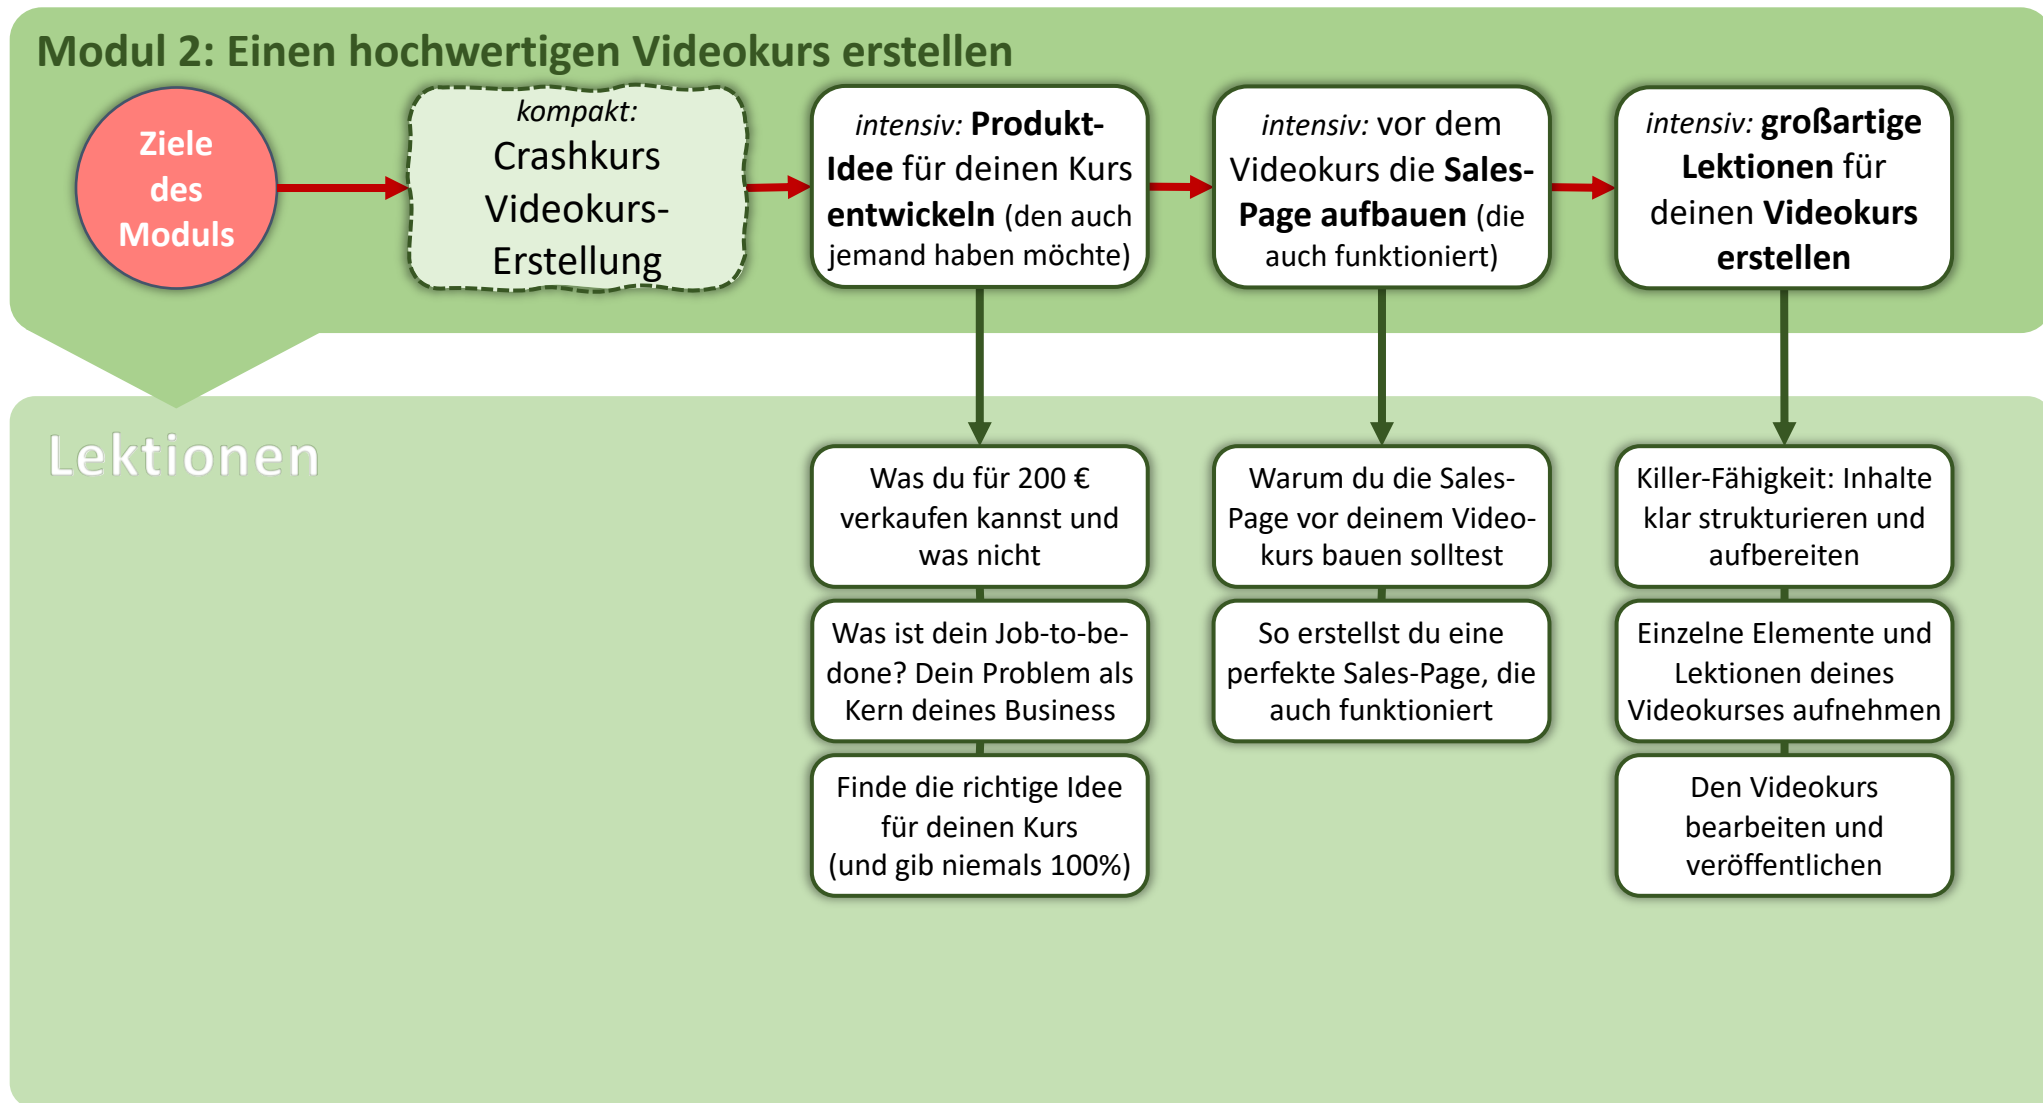 Modul 2: Einen hochwertigen Videokurs erstellen
Ziele
des
Moduls
kompakt:
Crashkurs
Videokurs-
Erstellung
intensiv: Produkt-
Idee für deinen Kurs
entwickeln (den auch
jemand haben möchte)
intensiv: vor dem
Videokurs die Sales-
Page aufbauen (die
auch funktioniert)
intensiv: großartige
Lektionen für
deinen Videokurs
erstellen
Lektionen
Was du für 200 €
verkaufen kannst und
was nicht
Was ist dein Job-to-be-
done? Dein Problem als
Kern deines Business
Finde die richtige Idee
für deinen Kurs
(und gib niemals 100%)
Warum du die Sales-
Page vor deinem Video-
kurs bauen solltest
So erstellst du eine
perfekte Sales-Page, die
auch funktioniert
Killer-Fähigkeit: Inhalte
klar strukturieren und
aufbereiten
Einzelne Elemente und
Lektionen deines
Videokurses aufnehmen
Den Videokurs
bearbeiten und
veröffentlichen